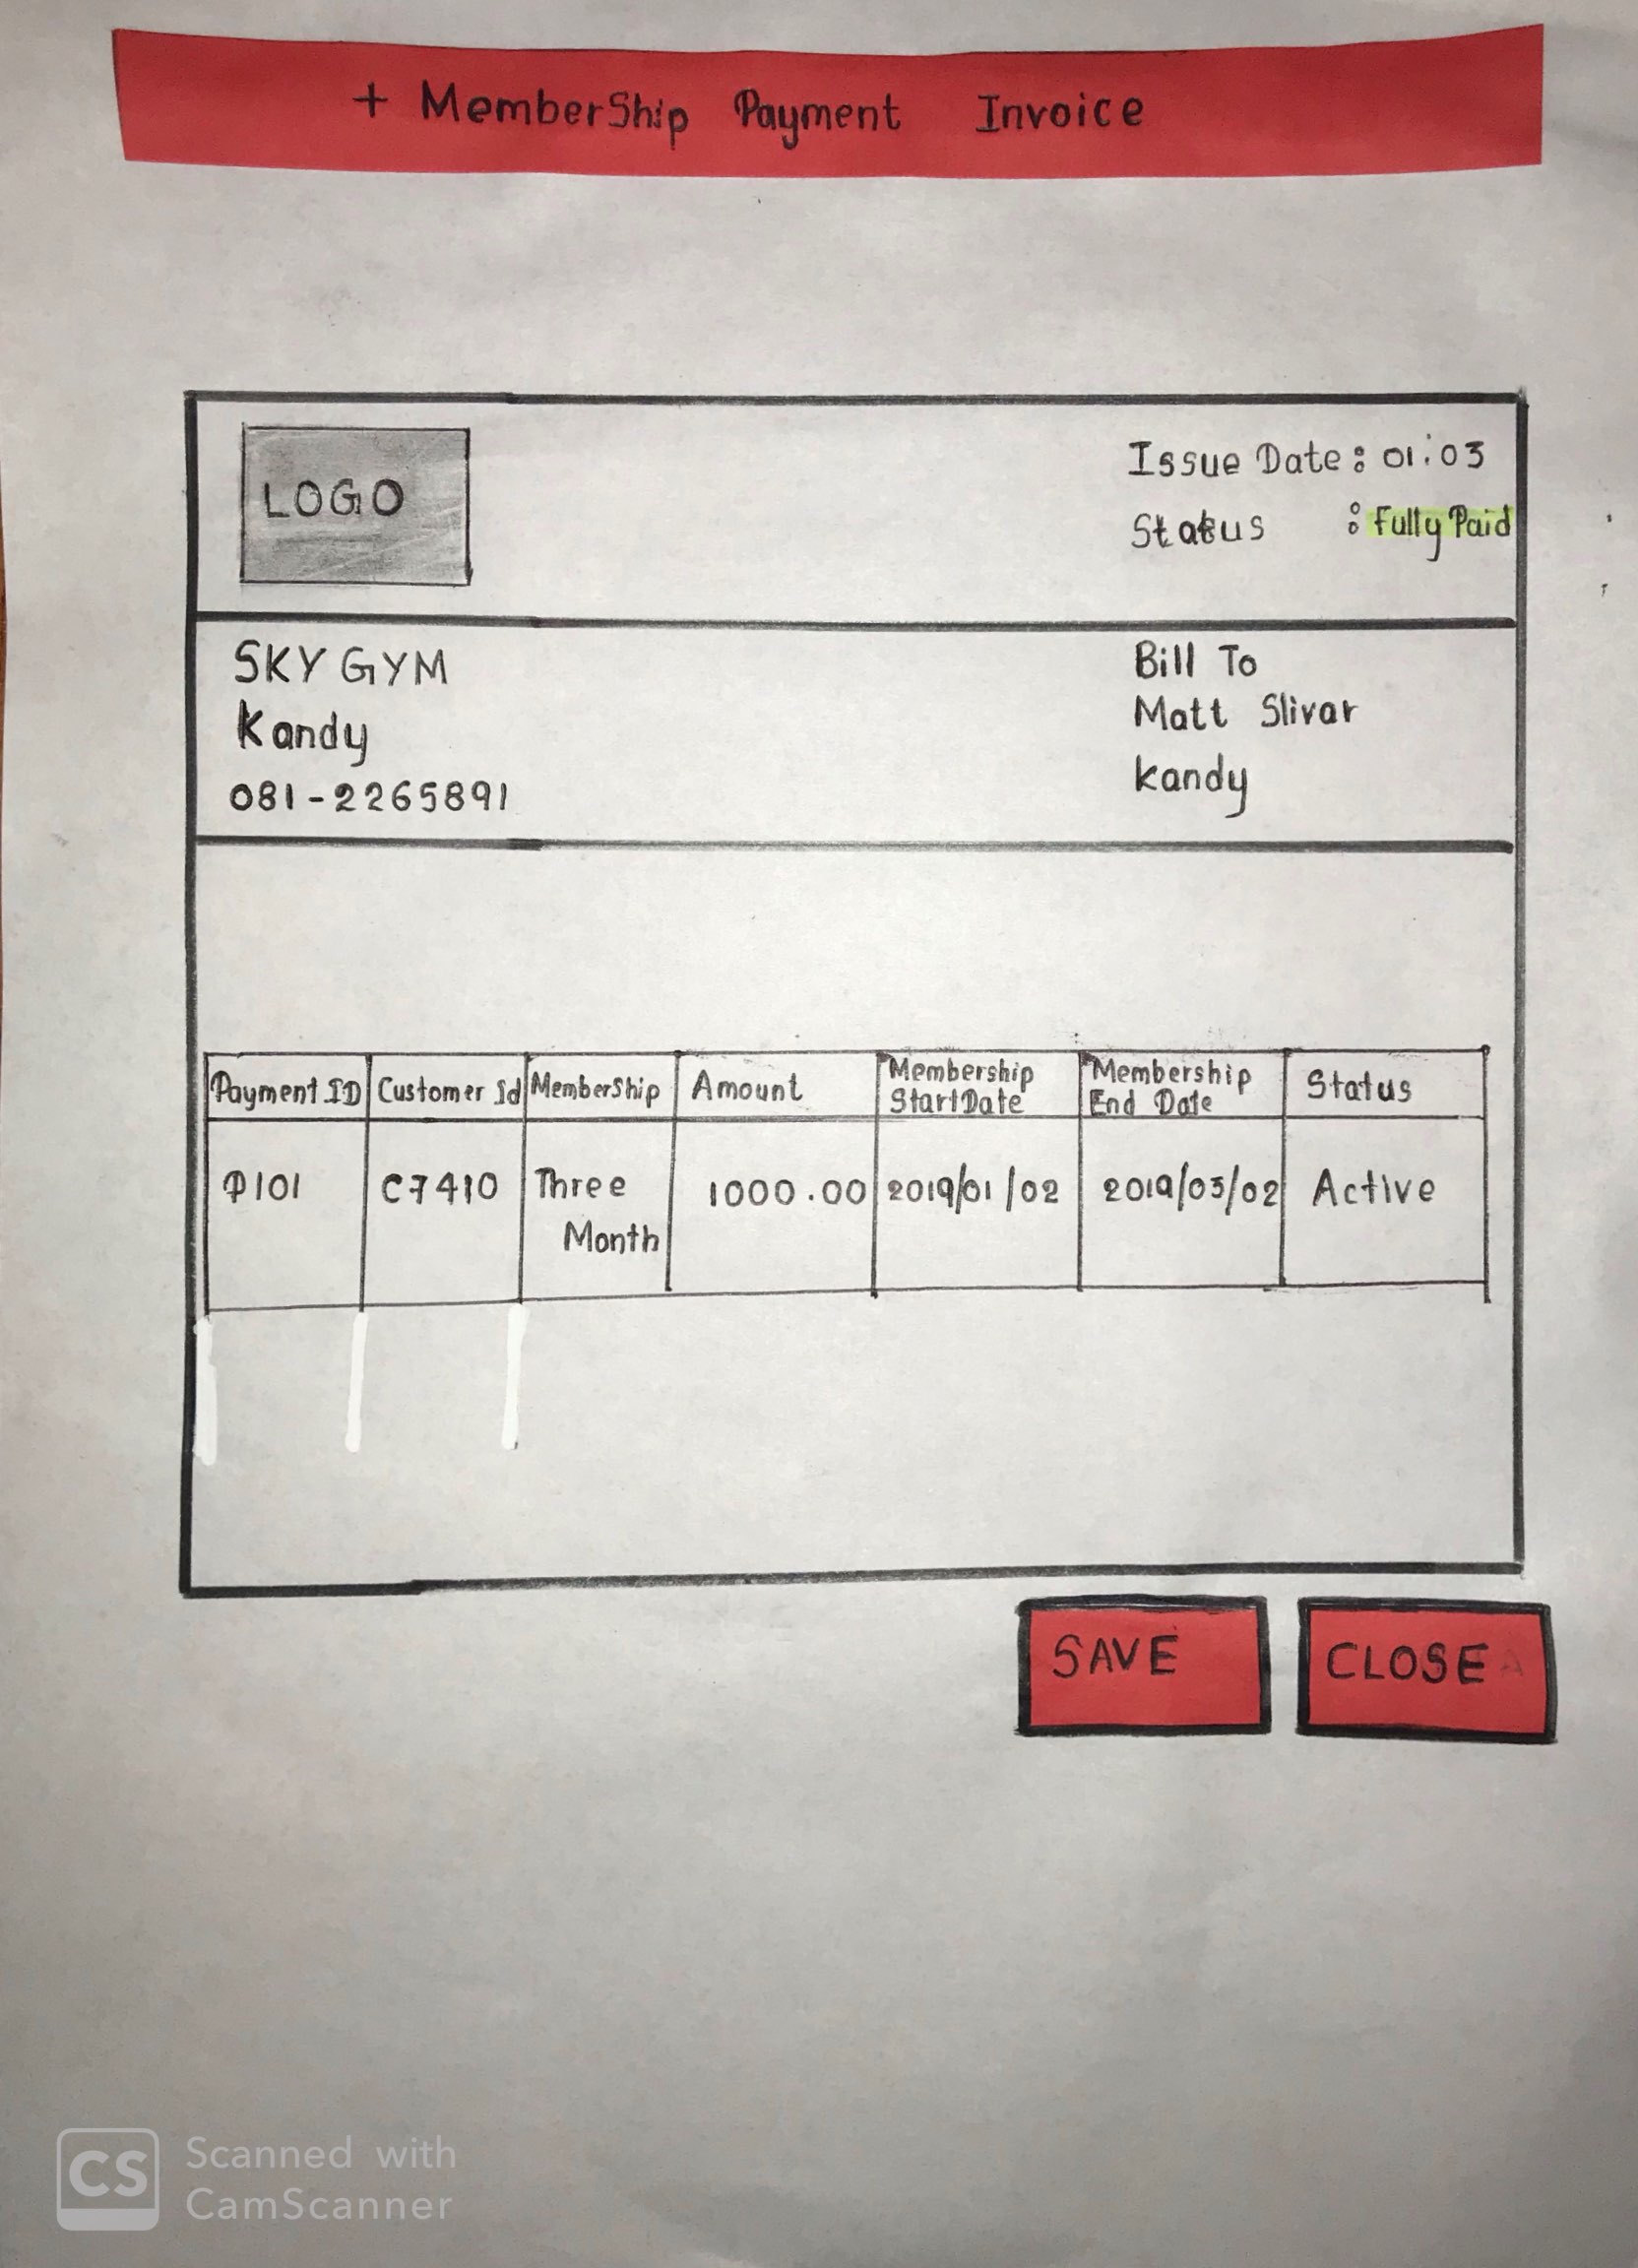 + MemberShip Payment Invoice
LOGO
Issue Date : 01:03
Status : Fully Paid
SKY GYM
Kandy
081-2265891
Bill To
Matt Slivar
kandy
Payment ID Customer Id MemberShip Amount Membership Start Date Membership End Date Status
P101 C7410 Three Month 1000.00 2019/01/02 2019/03/02 Active
SAVE CLOSE
CS Scanned with
CamScanner